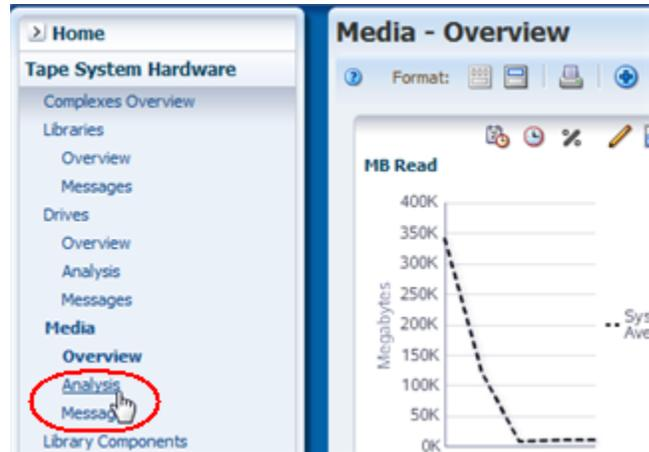 Home
Tape System Hardware
Complexes Overview
Libraries
Overview
Messages
Drives
Overview
Analysis
Messages
Media
Overview
Analysis
Library Components
Media - Overview
Format:
MB Read
Megabytes
400K
350K
300K
250K
200K
150K
100K
50K
0K